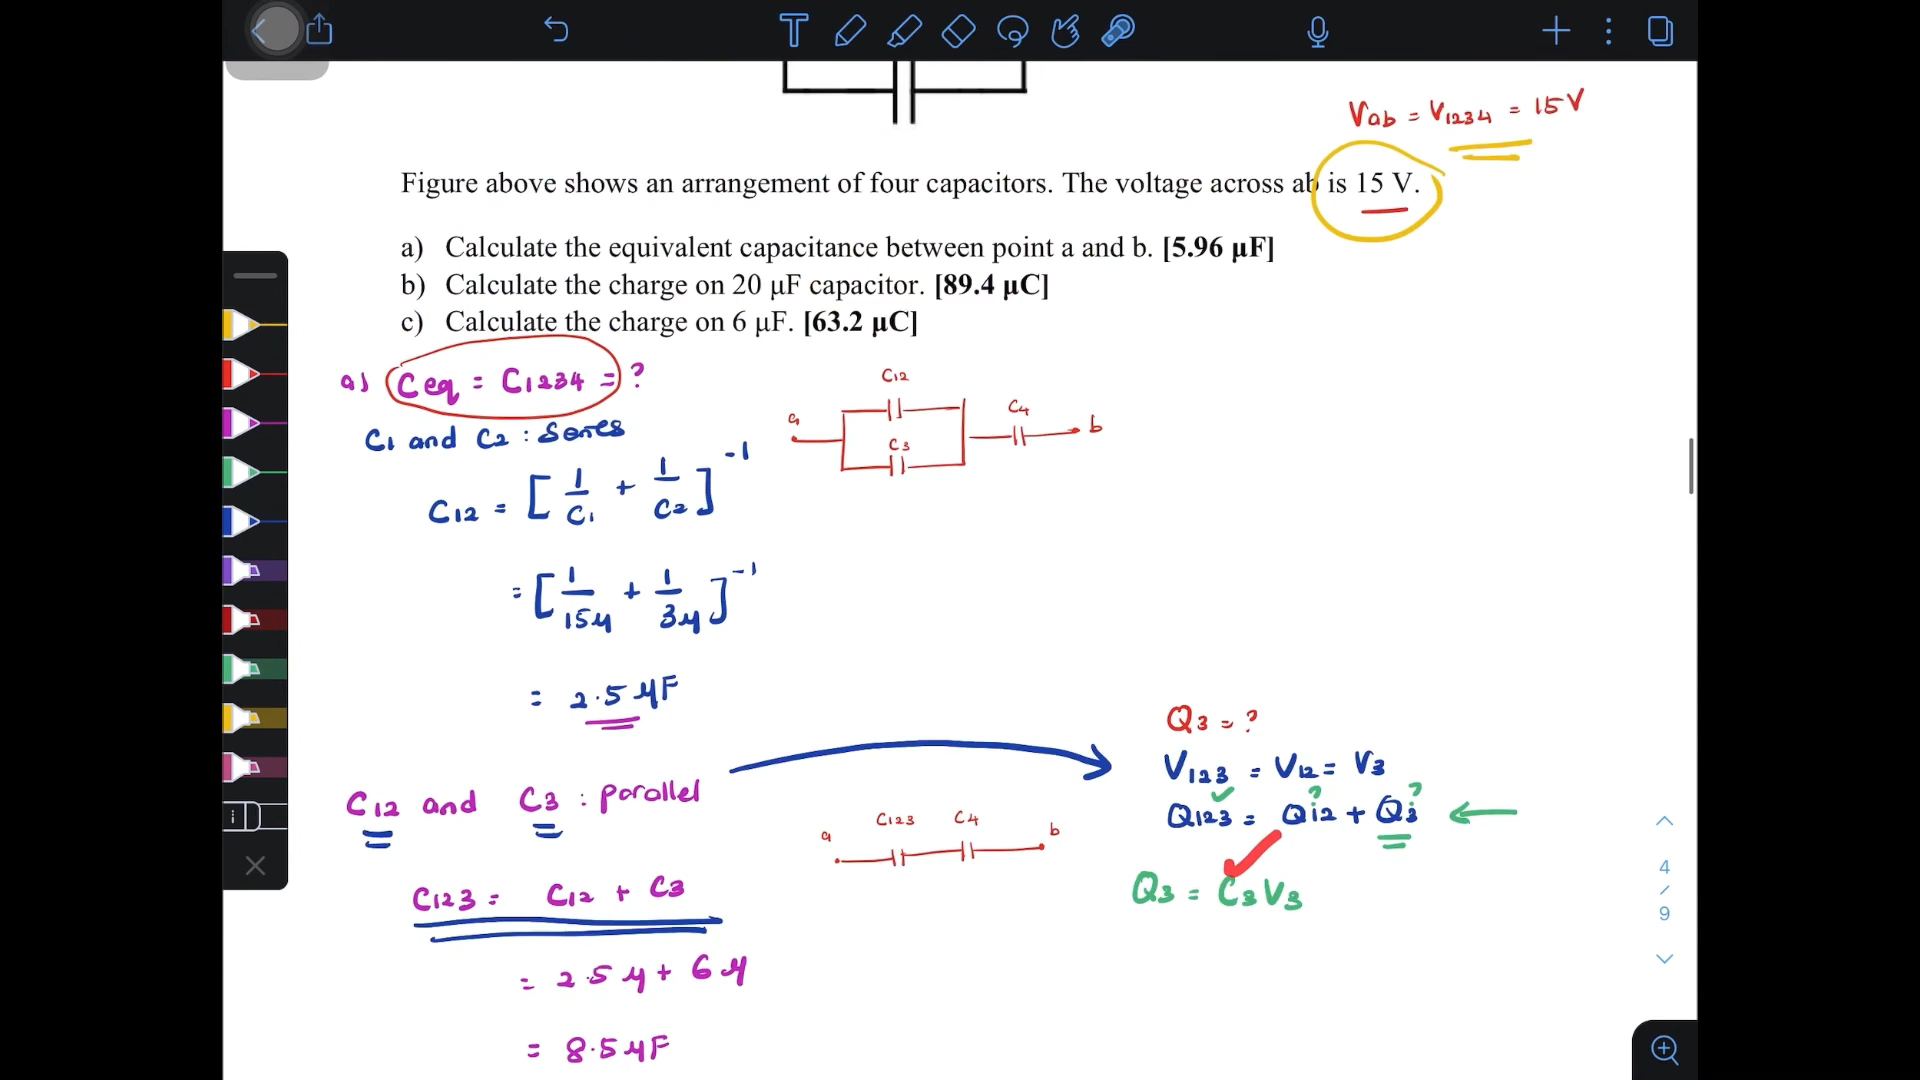 Vab = V1234 = 15V
Figure above shows an arrangement of four capacitors. The voltage across ab is 15 V.
a) Calculate the equivalent capacitance between point a and b. [5.96 μF]
b) Calculate the charge on 20 μF capacitor. [89.4 μC]
c) Calculate the charge on 6 μF. [63.2 μC]
a) Ceq = C1234 = ?
C1 and C2 : Series
C12 = [1/C1 + 1/C2]^-1
= [1/15μ + 1/3μ]^-1
= 2.5 μF
C12
a
C3
C4
b
C12 and C3 : parallel
C123 = C12 + C3
= 2.5 μ + 6 μ
= 8.5 μF
a
C123
C4
b
Q3 = ?
V123 = V12 = V3
? ?
Q123 = Q12 + Q3
Q3 = C3V3
4
/
9